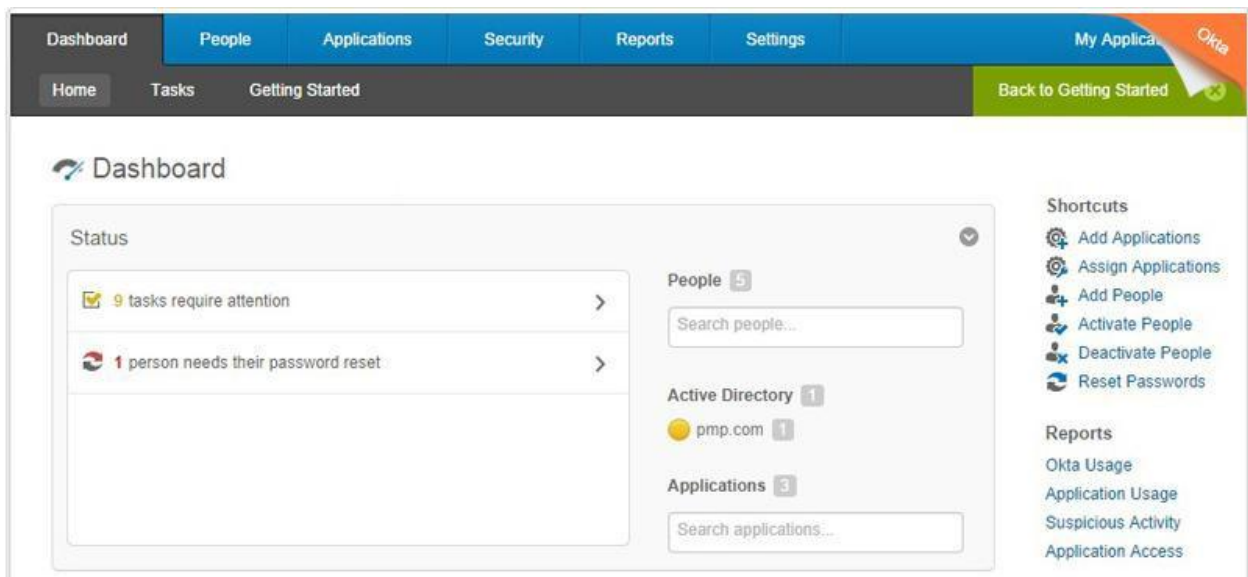 Dashboard People Applications Security Reports Settings My Applica Okta
Home Tasks Getting Started Back to Getting Started
Dashboard
Status
9 tasks require attention
1 person needs their password reset
People 5
Search people...
Active Directory 1
pmp.com 1
Applications 3
Search applications...
Shortcuts
Add Applications
Assign Applications
Add People
Activate People
Deactivate People
Reset Passwords
Reports
Okta Usage
Application Usage
Suspicious Activity
Application Access